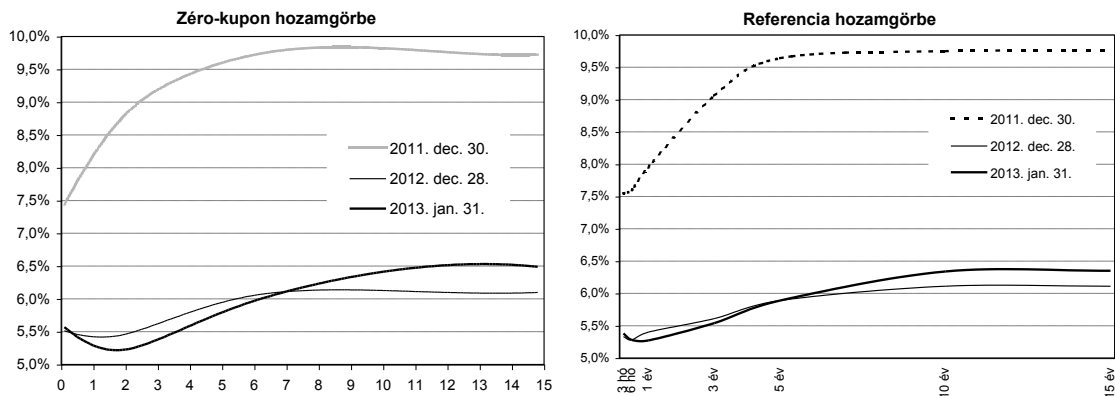 Zéro-kupon hozamgörbe
10,0%
9,5%
9,0%
8,5%
8,0%
7,5%
7,0%
6,5%
6,0%
5,5%
5,0%
2011. dec. 30.
2012. dec. 28.
2013. jan. 31.
0 1 2 3 4 5 6 7 8 9 10 11 12 13 14 15
Referencia hozamgörbe
10,0%
9,5%
9,0%
8,5%
8,0%
7,5%
7,0%
6,5%
6,0%
5,5%
5,0%
2011. dec. 30.
2012. dec. 28.
2013. jan. 31.
3 hó
6 hó
1 év
3 év
5 év
10 év
15 év